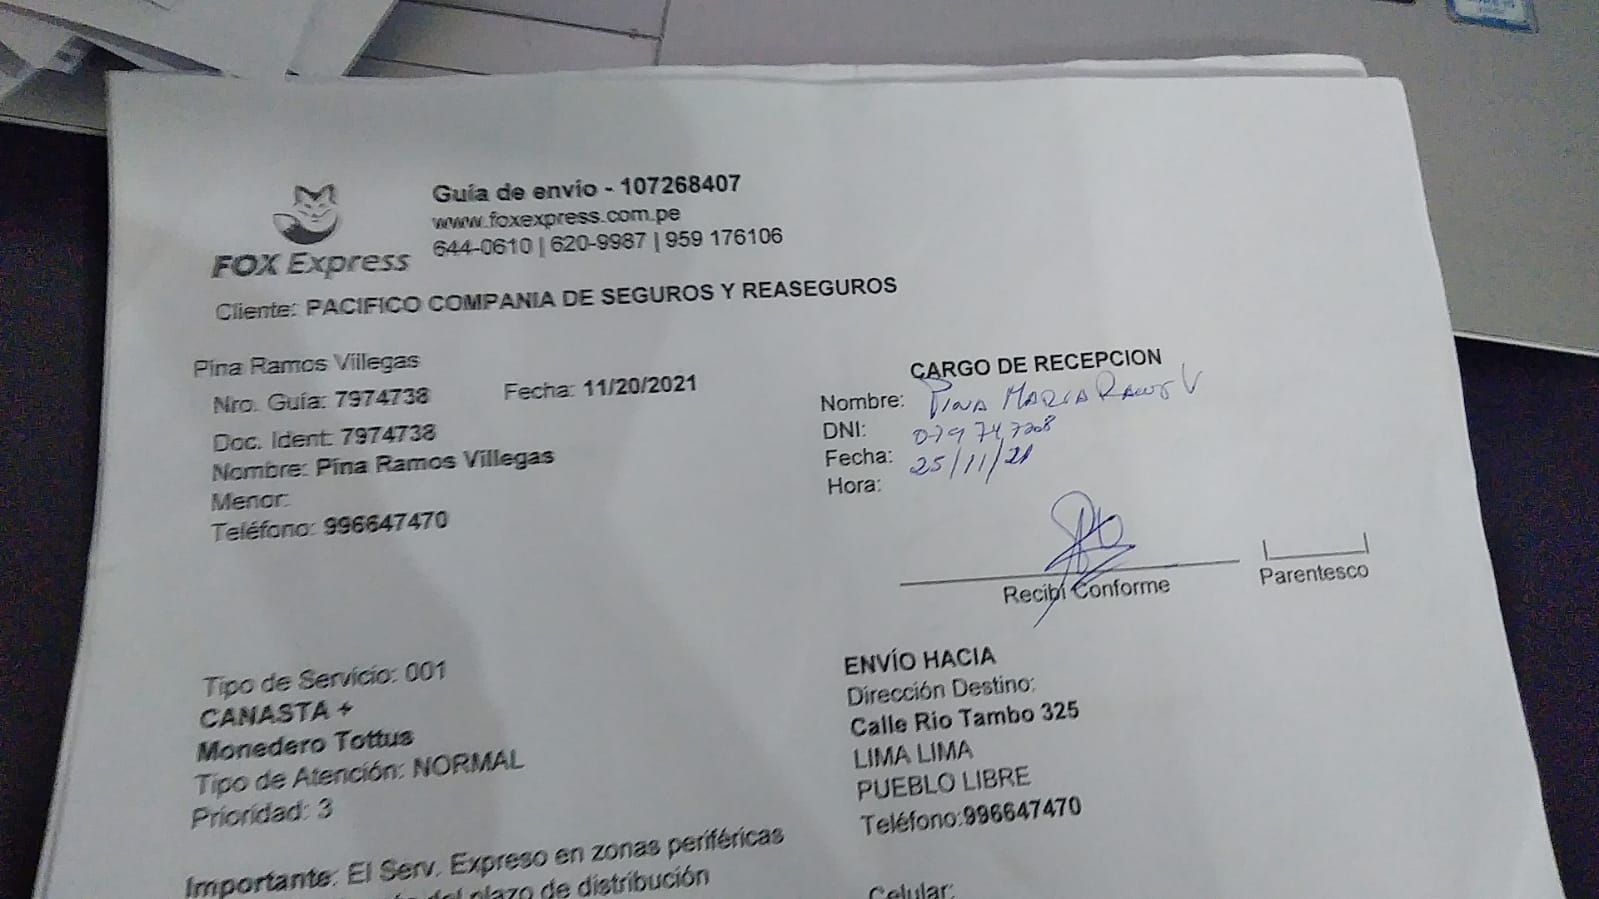 Guía de envío - 107268407
www.foxexpress.com.pe
644-0610 | 620-9987 | 959 176106
FOX Express
Cliente: PACIFICO COMPANIA DE SEGUROS Y REASEGUROS
Pina Ramos Villegas
Nro. Guía: 7974738 Fecha: 11/20/2021
Doc. Ident: 7974738
Nombre: Pina Ramos Villegas
Menor:
Teléfono: 996647470
CARGO DE RECEPCION
Nombre: PINA MARIA RAMOS V
DNI:
Fecha: 25/11/21
Hora:
Recibí Conforme
Parentesco
Tipo de Servicio: 001
CANASTA +
Monedero Tottus
Tipo de Atención: NORMAL
Prioridad: 3
Importante: El Serv. Expreso en zonas periféricas
del plazo de distribución
ENVÍO HACIA
Dirección Destino:
Calle Rio Tambo 325
LIMA LIMA
PUEBLO LIBRE
Teléfono:996647470
Celular: